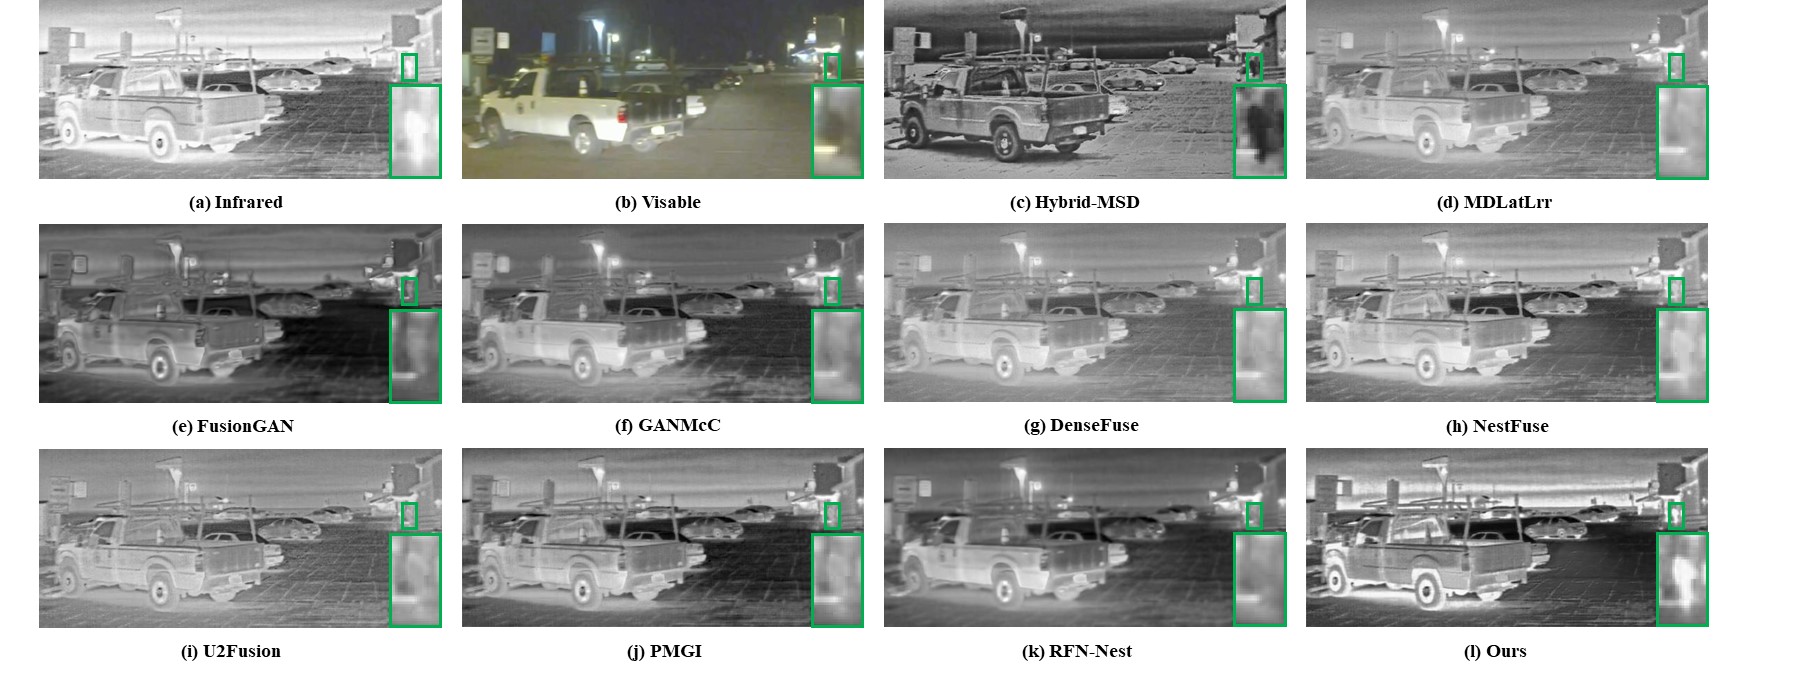 (a) Infrared
(b) Visable
(c) Hybrid-MSD
(d) MDLatLrr
(e) FusionGAN
(f) GANMcC
(g) DenseFuse
(h) NestFuse
(i) U2Fusion
(j) PMGI
(k) RFN-Nest
(l) Ours